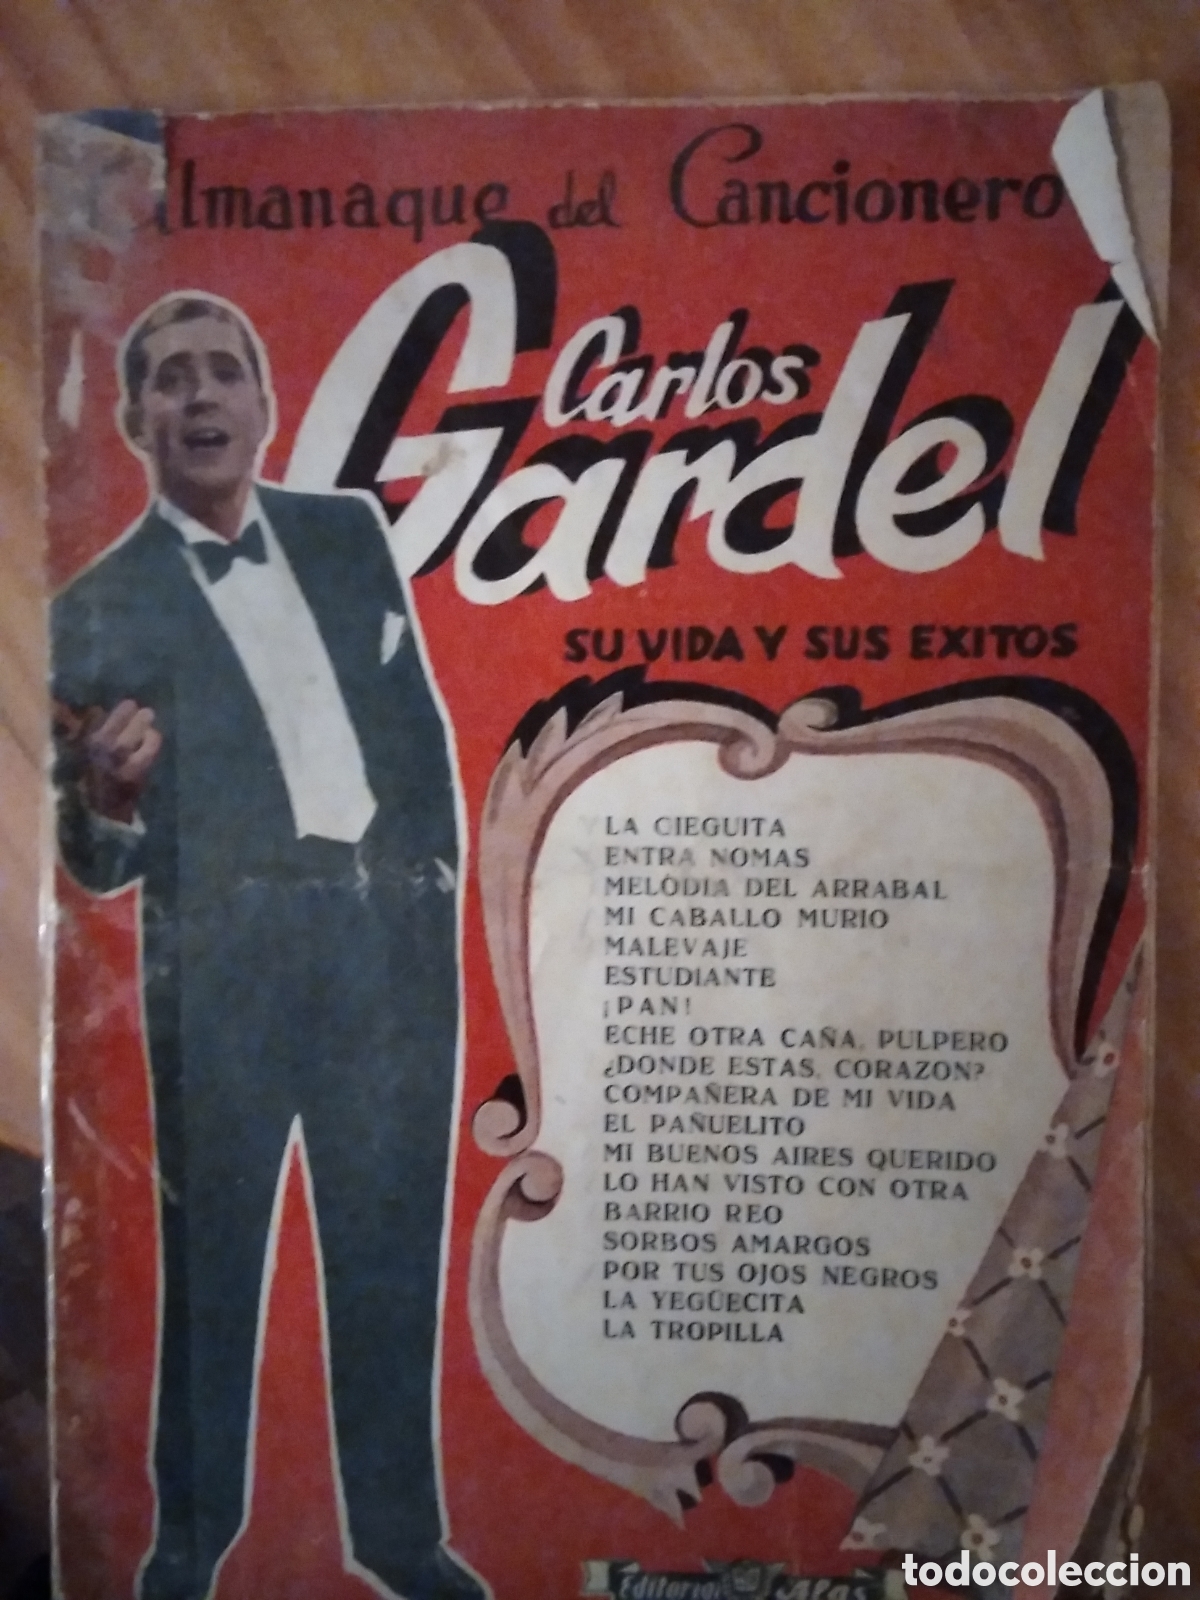 Almanaque del Cancionero
Carlos
Gardel
SU VIDA Y SUS EXITOS
LA CIEGUITA
ENTRA NOMAS
MELODIA DEL ARRABAL
MI CABALLO MURIO
MALEVAJE
ESTUDIANTE
¡PAN!
ECHE OTRA CAÑA, PULPERO
¿DONDE ESTAS, CORAZON?
COMPAÑERA DE MI VIDA
EL PAÑUELITO
MI BUENOS AIRES QUERIDO
LO HAN VISTO CON OTRA
BARRIO REO
SORBOS AMARGOS
POR TUS OJOS NEGROS
LA YEGÜECITA
LA TROPILLA
Editorial Alas
todocoleccion